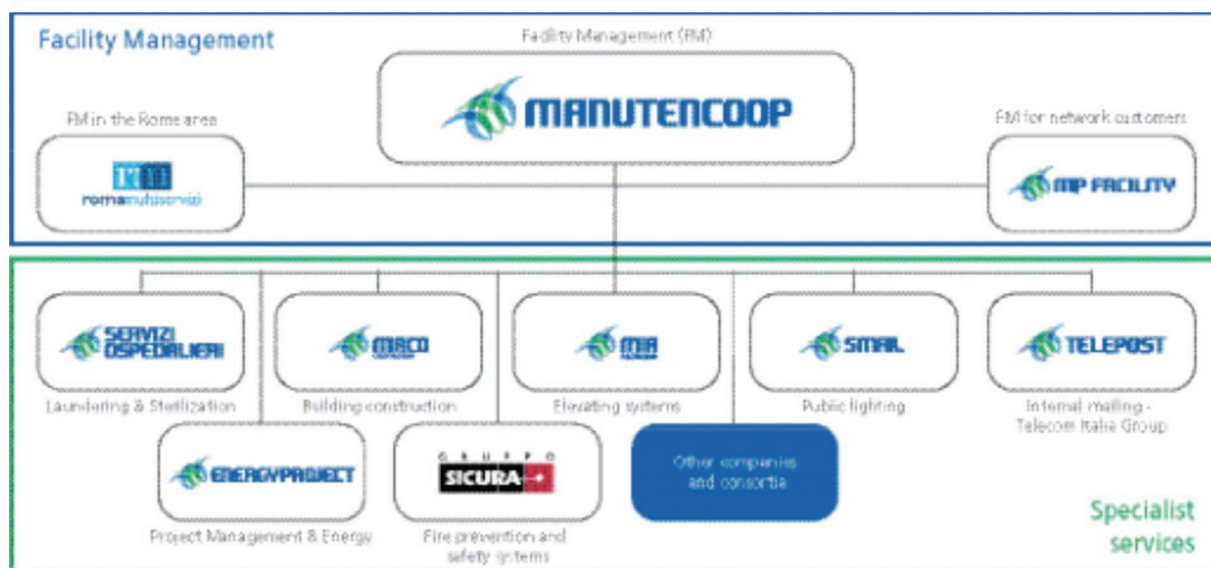 Facility Management
Facility Management (FM)
MANUTENCOOP
FM in the Rome area
roma multiservizi
FM for network customers
MP FACILITY
SERVIZI
OSPEDALIERI
Laundering & Sterilization
MACO
Building construction
MIA
Elevating systems
SMAIL
Public lighting
TELEPOST
Internal mailing -
Telecom Italia Group
ENERGYPROJECT
Project Management & Energy
GRUPPO
SICURA
Fire prevention and
safety systems
Other companies
and consortia
Specialist
services